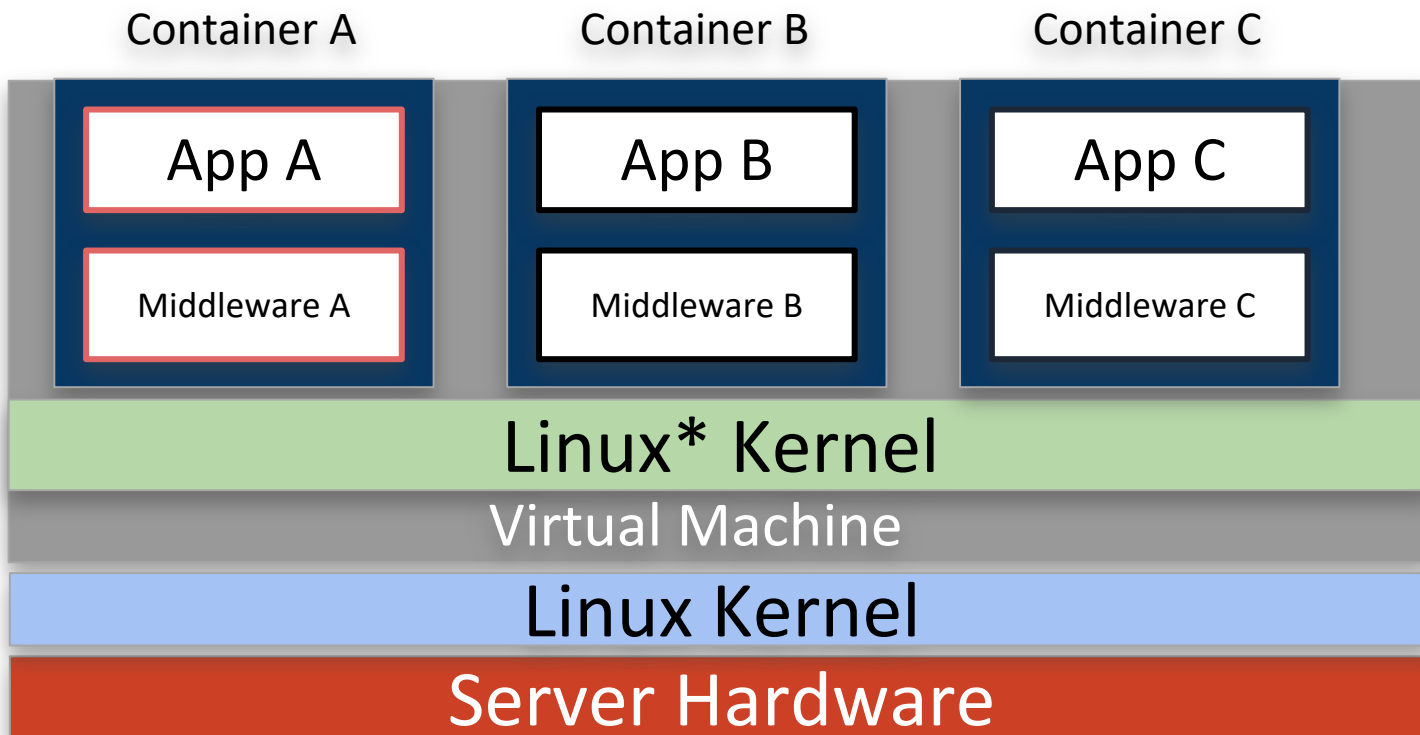 Container A
Container B
Container C
App A
App B
App C
Middleware A
Middleware B
Middleware C
Linux* Kernel
Virtual Machine
Linux Kernel
Server Hardware